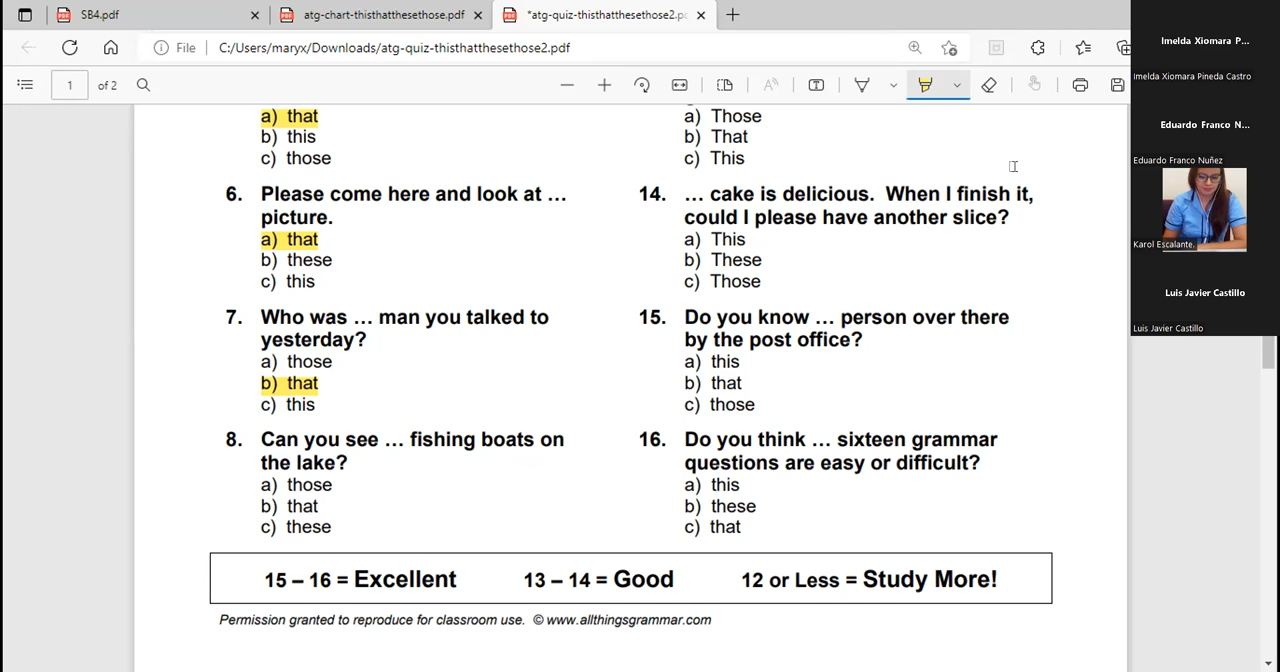 SB4.pdf
atg-chart-thisthatthesethose.pdf
*atg-quiz-thisthatthesethose2.pd
File
C:/Users/maryx/Downloads/atg-quiz-thisthatthesethose2.pdf
1 of 2
a) that
b) this
c) those
6. Please come here and look at …
picture.
a) that
b) these
c) this
7. Who was … man you talked to
yesterday?
a) those
b) that
c) this
8. Can you see … fishing boats on
the lake?
a) those
b) that
c) these
a) Those
b) That
c) This
14. … cake is delicious. When I finish it,
could I please have another slice?
a) This
b) These
c) Those
15. Do you know … person over there
by the post office?
a) this
b) that
c) those
16. Do you think … sixteen grammar
questions are easy or difficult?
a) this
b) these
c) that
15 – 16 = Excellent 13 – 14 = Good 12 or Less = Study More!
Permission granted to reproduce for classroom use. © www.allthingsgrammar.com
Imelda Xiomara P...
Imelda Xiomara Pineda Castro
Eduardo Franco N...
Eduardo Franco Nuñez
Karol Escalante.
Luis Javier Castillo
Luis Javier Castillo